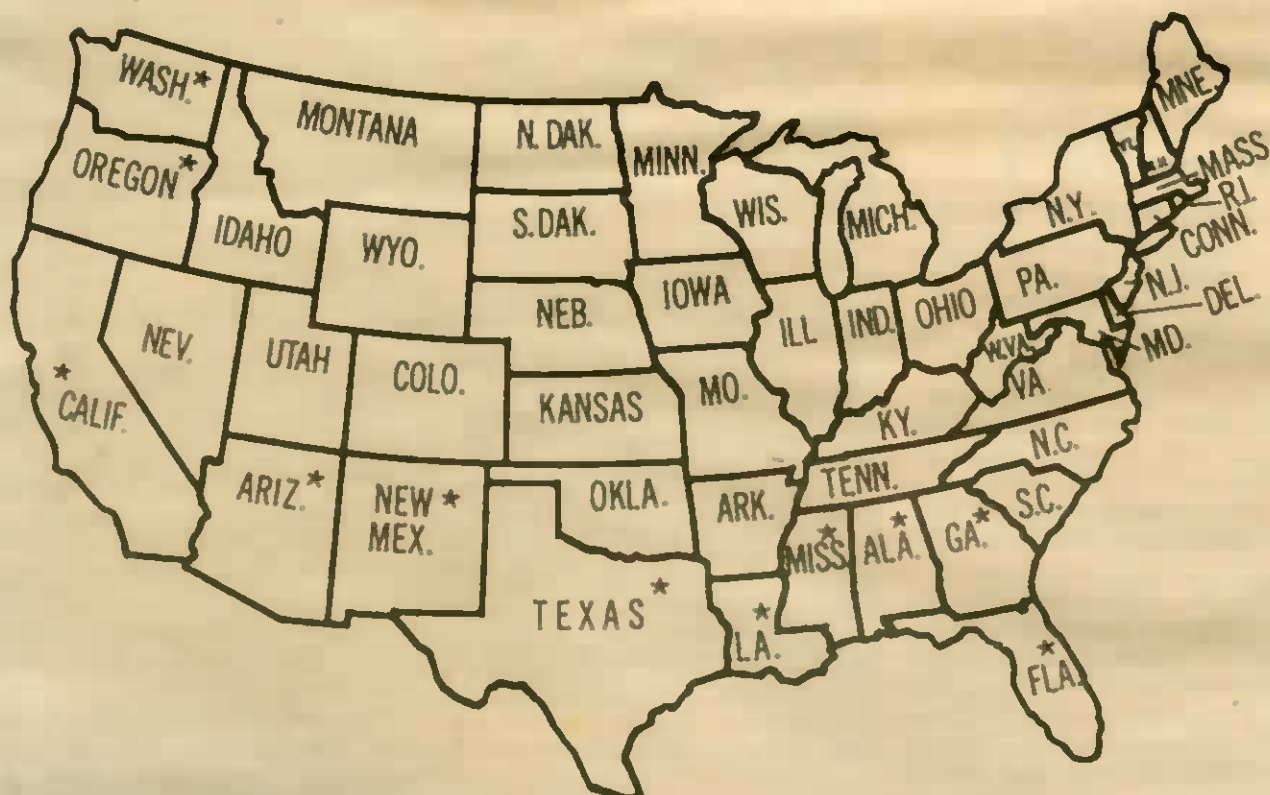 WASH.*
MONTANA
N. DAK.
MINN.
MNE
OREGON*
IDAHO
WYO.
S. DAK.
WIS.
MICH.
N.Y.
MASS
R.I.
CONN.
NEV.
UTAH
COLO.
NEB.
IOWA
ILL
IND.
OHIO
PA.
N.J.
DEL.
MD.
W.VA.
VA.
* CALIF.
KANSAS
MO.
KY.
N.C.
TENN.
S.C.
ARIZ.*
NEW *
MEX.
OKLA.
ARK.
*
MISS
*
ALA.
GA.*
TEXAS*
*
LA.
*
FLA.